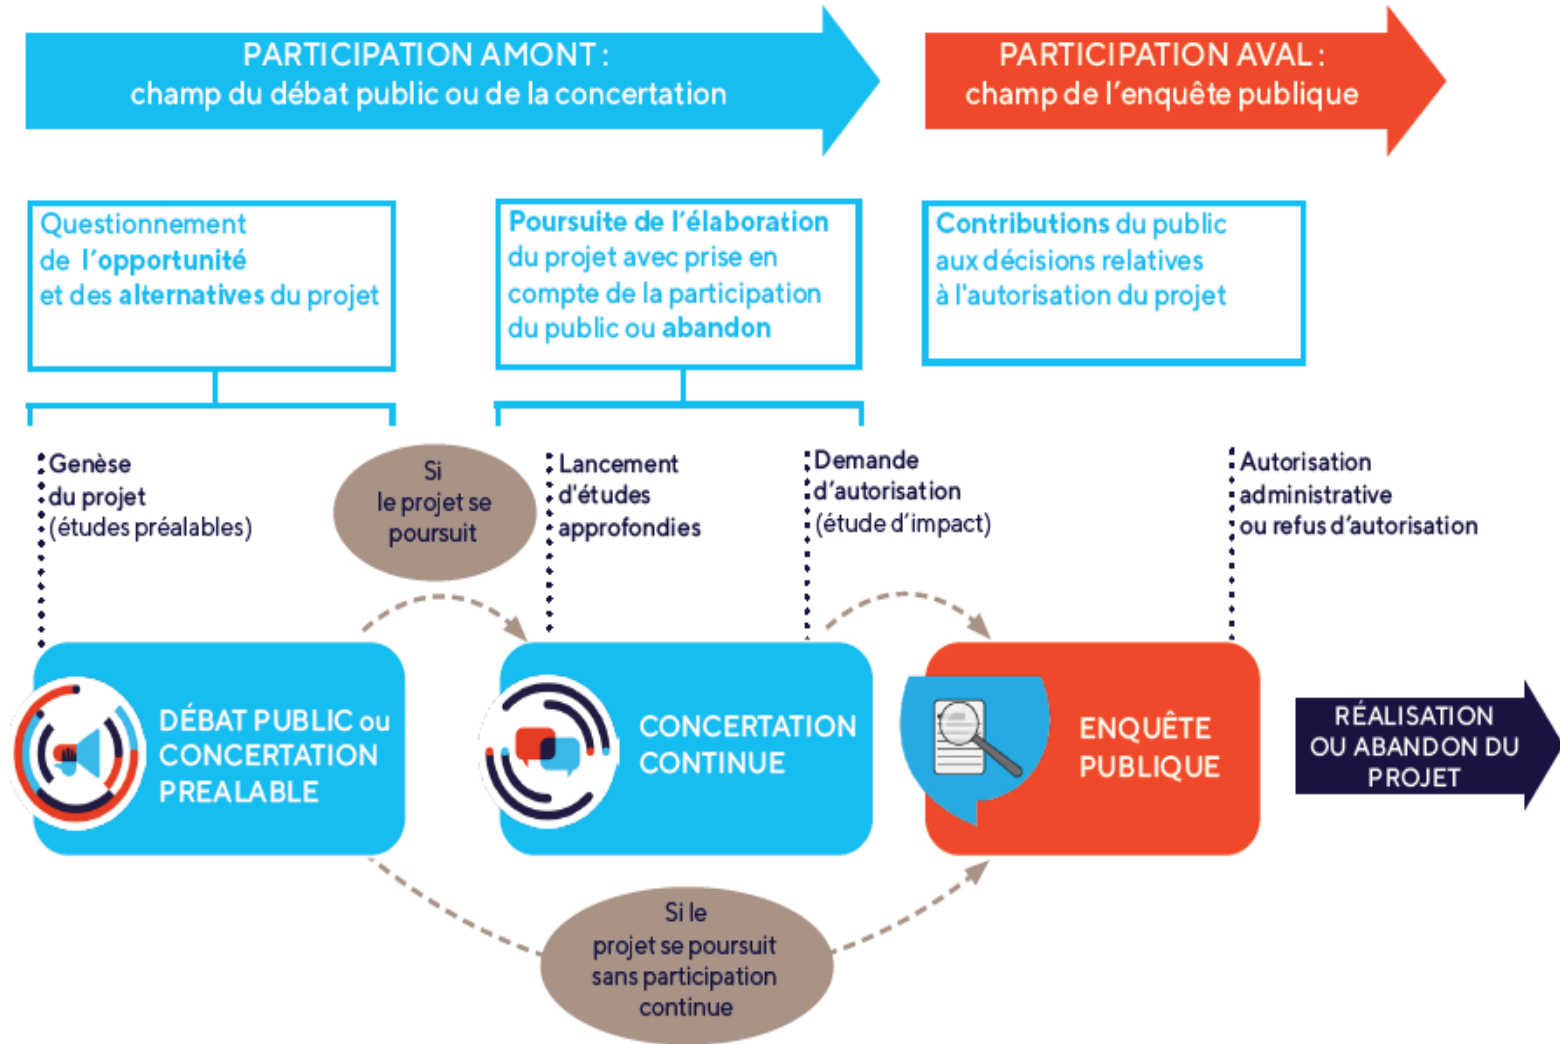 PARTICIPATION AMONT :
champ du débat public ou de la concertation
PARTICIPATION AVAL :
champ de l'enquête publique
Questionnement
de l'opportunité
et des alternatives du projet
Poursuite de l'élaboration
du projet avec prise en
compte de la participation
du public ou abandon
Contributions du public
aux décisions relatives
à l'autorisation du projet
Genèse
du projet
(études préalables)
Si
le projet se
poursuit
Lancement
d'études
approfondies
Demande
d'autorisation
(étude d'impact)
Autorisation
administrative
ou refus d'autorisation
DÉBAT PUBLIC ou
CONCERTATION
PREALABLE
CONCERTATION
CONTINUE
ENQUÊTE
PUBLIQUE
RÉALISATION
OU ABANDON DU
PROJET
Si le
projet se poursuit
sans participation
continue